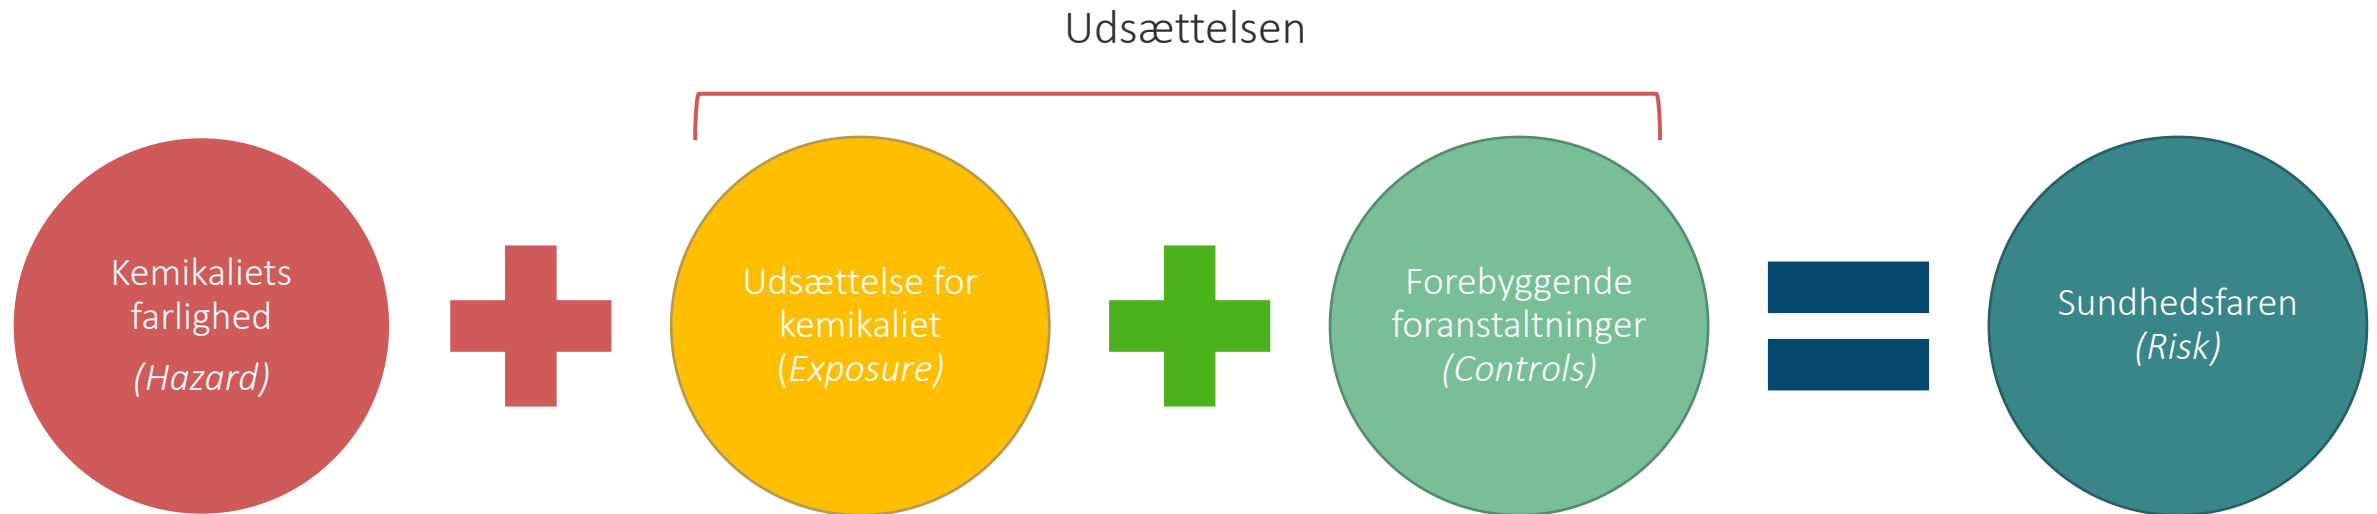 Udsættelsen
Kemikaliets
farlighed
(Hazard)
Udsættelse for
kemikaliet
(Exposure)
Forebyggende
foranstaltninger
(Controls)
Sundhedsfaren
(Risk)